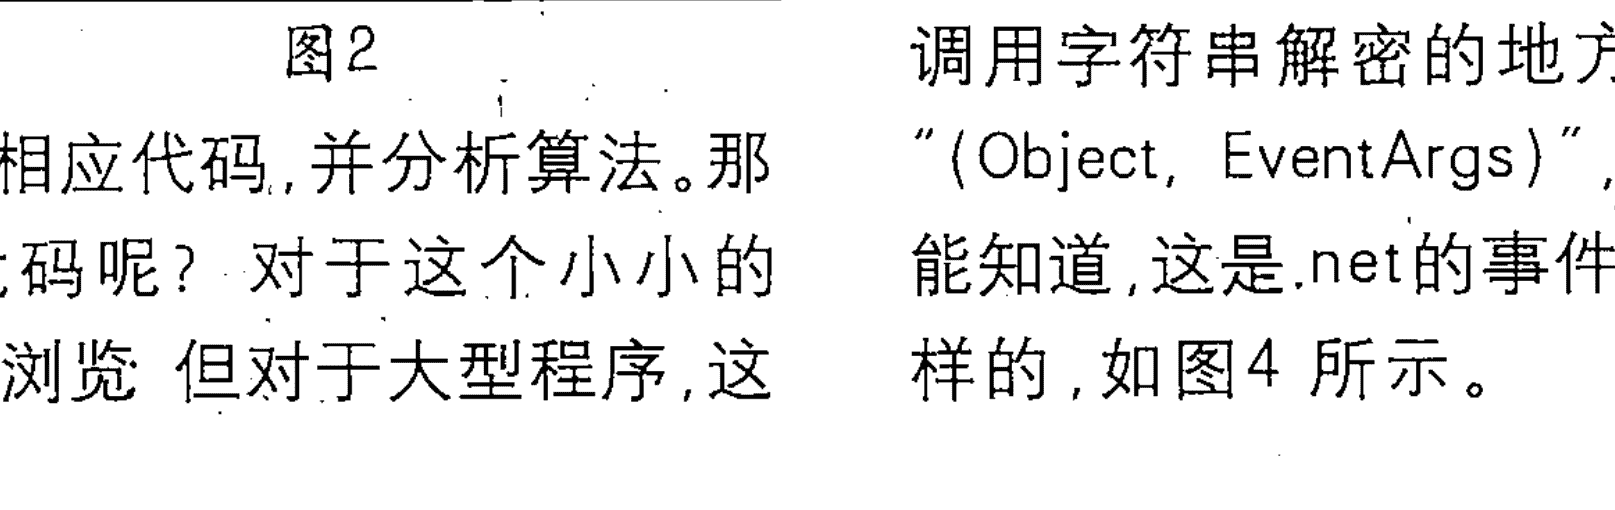 图2
相应代码,并分析算法。那
码呢? 对于这个小小的
浏览 但对于大型程序,这
调用字符串解密的地方
“(Object, EventArgs)”,
能知道,这是.net的事件
样的,如图4 所示。